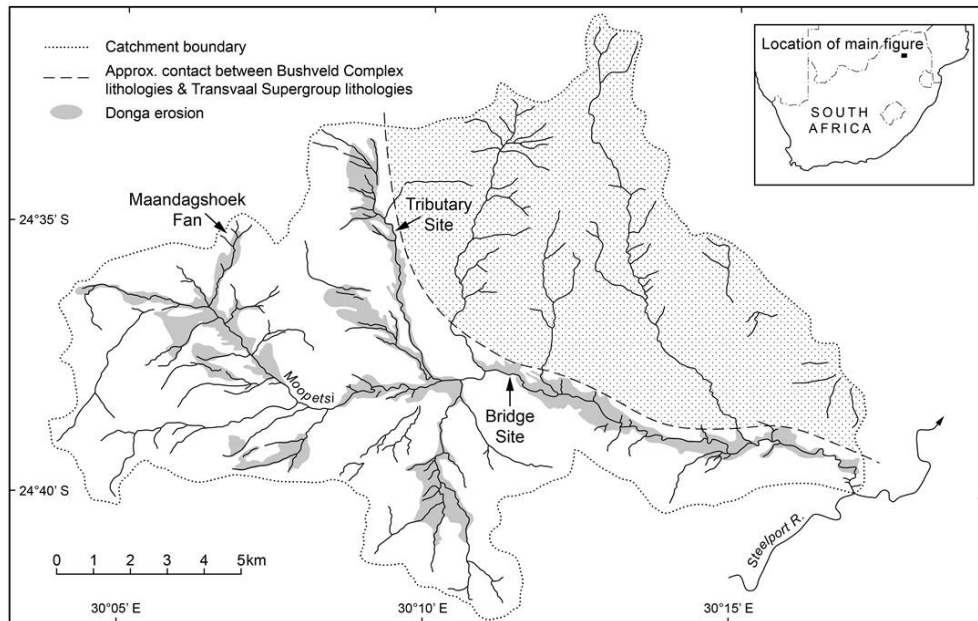 Catchment boundary
Approx. contact between Bushveld Complex
lithologies & Transvaal Supergroup lithologies
Donga erosion
Location of main figure
SOUTH
AFRICA
24°35' S
Maandagshoek
Fan
Tributary
Site
Moopetsi
Bridge
Site
24°40' S
Steelport R.
0 1 2 3 4 5km
30°05' E
30°10' E
30°15' E